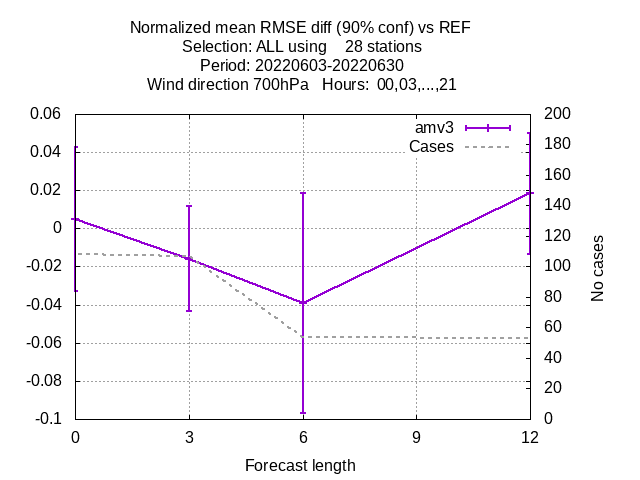 Normalized mean RMSE diff (90% conf) vs REF
Selection: ALL using    28 stations
Period: 20220603-20220630
Wind direction 700hPa   Hours:  00,03,...,21
amv3
Cases
0.06
0.04
0.02
0
-0.02
-0.04
-0.06
-0.08
-0.1
200
180
160
140
120
100
80
60
40
20
0
No cases
0 3 6 9 12
Forecast length